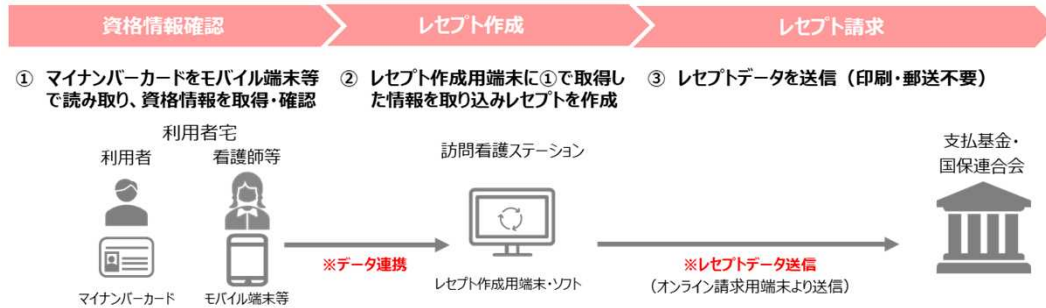 資格情報確認
レセプト作成
レセプト請求
① マイナンバーカードをモバイル端末等
で読み取り、資格情報を取得・確認
② レセプト作成用端末に①で取得し
た情報を取り込みレセプトを作成
③ レセプトデータを送信（印刷・郵送不要）
利用者宅
利用者
看護師等
訪問看護ステーション
支払基金・
国保連合会
※データ連携
※レセプトデータ送信
（オンライン請求用端末より送信）
マイナンバーカード
モバイル端末等
レセプト作成用端末・ソフト